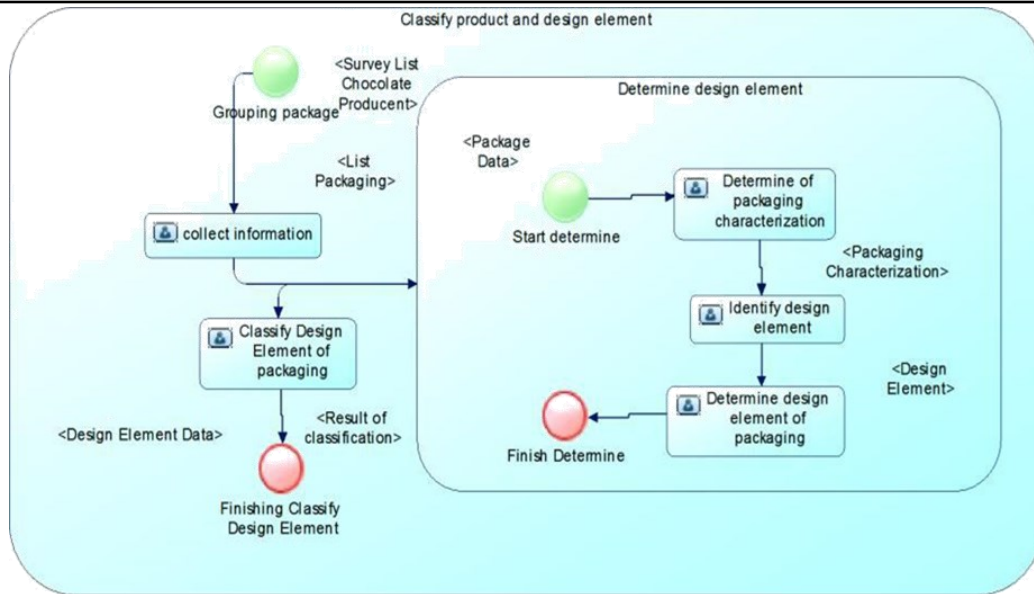 Classify product and design element
<Survey List
Chocolate
Producent>
Grouping package
<List
Packaging>
collect information
Classify Design
Element of
packaging
<Design Element Data>
<Result of
classification>
Finishing Classify
Design Element
Determine design element
<Package
Data>
Start determine
Determine of
packaging
characterization
<Packaging
Characterization>
Identify design
element
<Design
Element>
Determine design
element of
packaging
Finish Determine